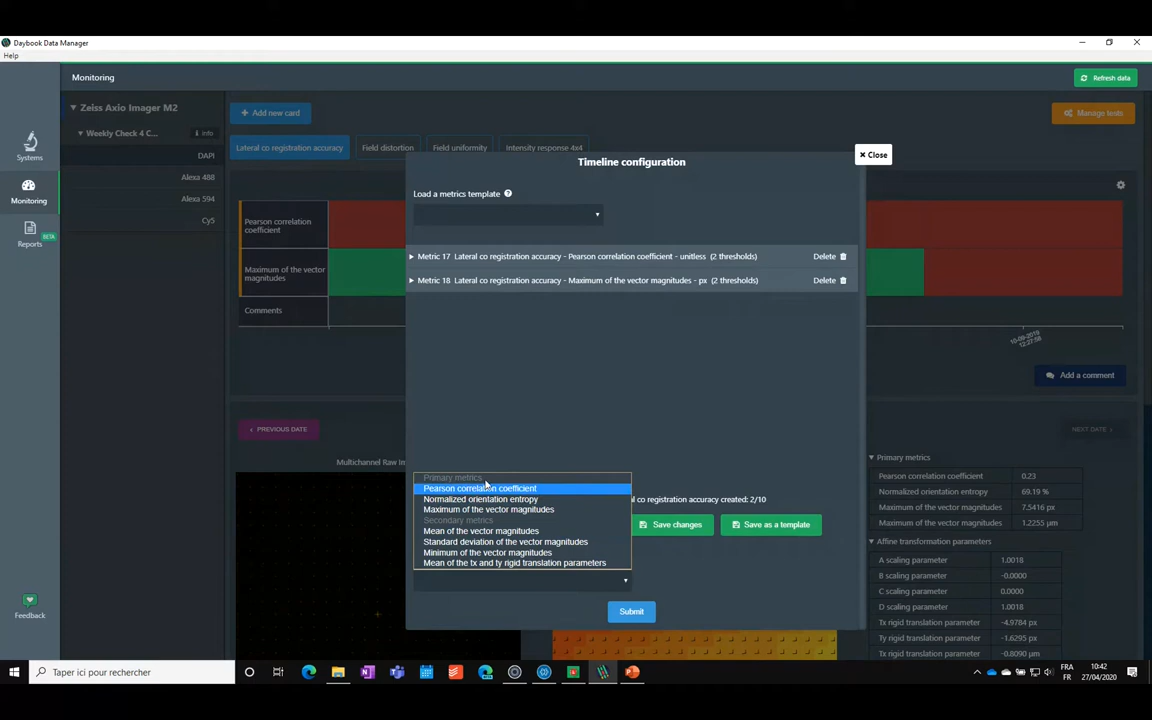 Daybook Data Manager
Help
Monitoring
Refresh data
Zeiss Axio Imager M2
Weekly Check 4 C...
Info
DAPI
Alexa 488
Alexa 594
Cy5
Systems
Monitoring
Reports
BETA
Feedback
Add new card
Manage tests
Lateral co registration accuracy
Field distortion
Field uniformity
Intensity response 4x4
Close
Timeline configuration
Load a metrics template
Pearson correlation
coefficient
Maximum of the vector
magnitudes
Comments
Metric 17 Lateral co registration accuracy - Pearson correlation coefficient - unitless (2 thresholds)
Delete
Metric 18 Lateral co registration accuracy - Maximum of the vector magnitudes - px (2 thresholds)
Delete
10-09-2019
12:27:58
Add a comment
PREVIOUS DATE
NEXT DATE
Multichannel Raw Im
Primary metrics
Pearson correlation coefficient
Normalized orientation entropy
Maximum of the vector magnitudes
Secondary metrics
Mean of the vector magnitudes
Standard deviation of the vector magnitudes
Minimum of the vector magnitudes
Mean of the tx and ty rigid translation parameters
al co registration accuracy created: 2/10
Save changes
Save as a template
Submit
Primary metrics
Pearson correlation coefficient 0.23
Normalized orientation entropy 69.19 %
Maximum of the vector magnitudes 7.5416 px
Maximum of the vector magnitudes 1.2255 µm
Affine transformation parameters
A scaling parameter 1.0018
B scaling parameter -0.0000
C scaling parameter 0.0000
D scaling parameter 1.0018
Tx rigid translation parameter -4.9784 px
Ty rigid translation parameter -1.6295 px
Tx rigid translation parameter -0.8090 µm
Taper ici pour rechercher
FRA
FR
10:42
27/04/2020